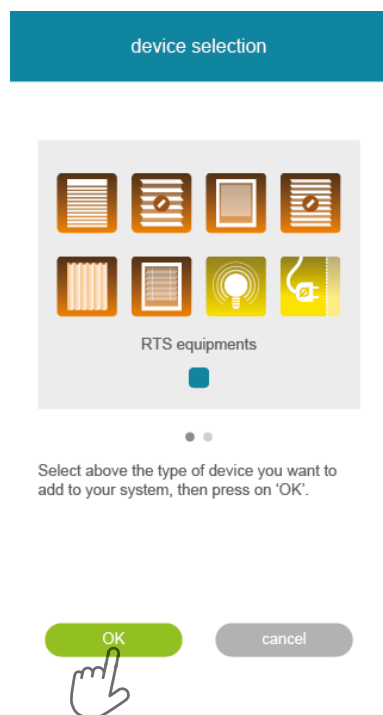 device selection
RTS equipments
Select above the type of device you want to
add to your system, then press on ‘OK’.
OK
cancel